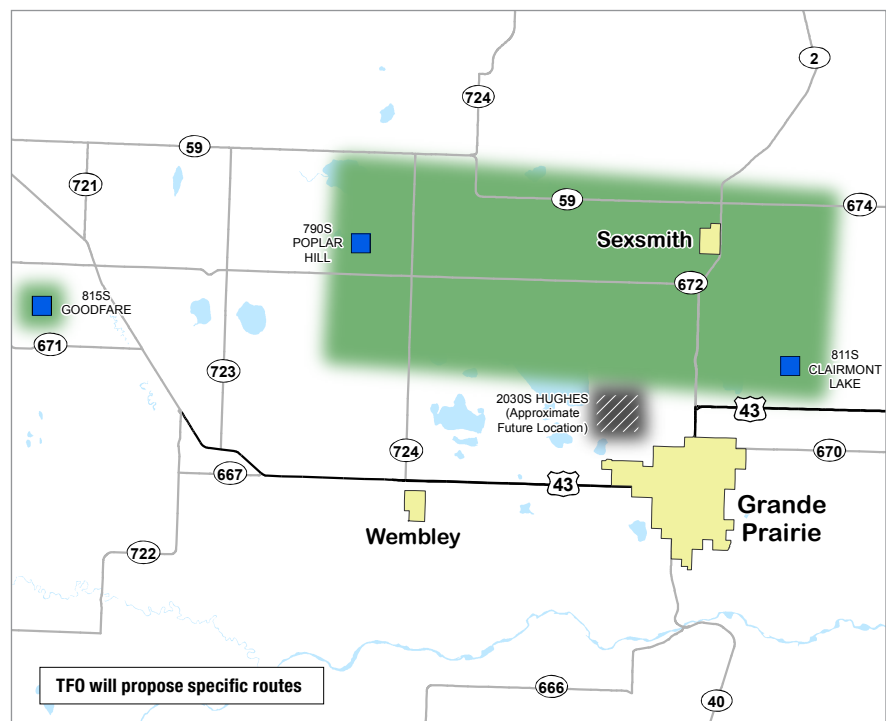 2
724
59
721
59
674
790S
POPLAR
HILL
Sexsmith
672
815S
GOODFARE
671
723
811S
CLAIRMONT
LAKE
2030S HUGHES
(Approximate
Future Location)
43
724
670
667
43
Grande
Prairie
Wembley
722
TFO will propose specific routes
666
40